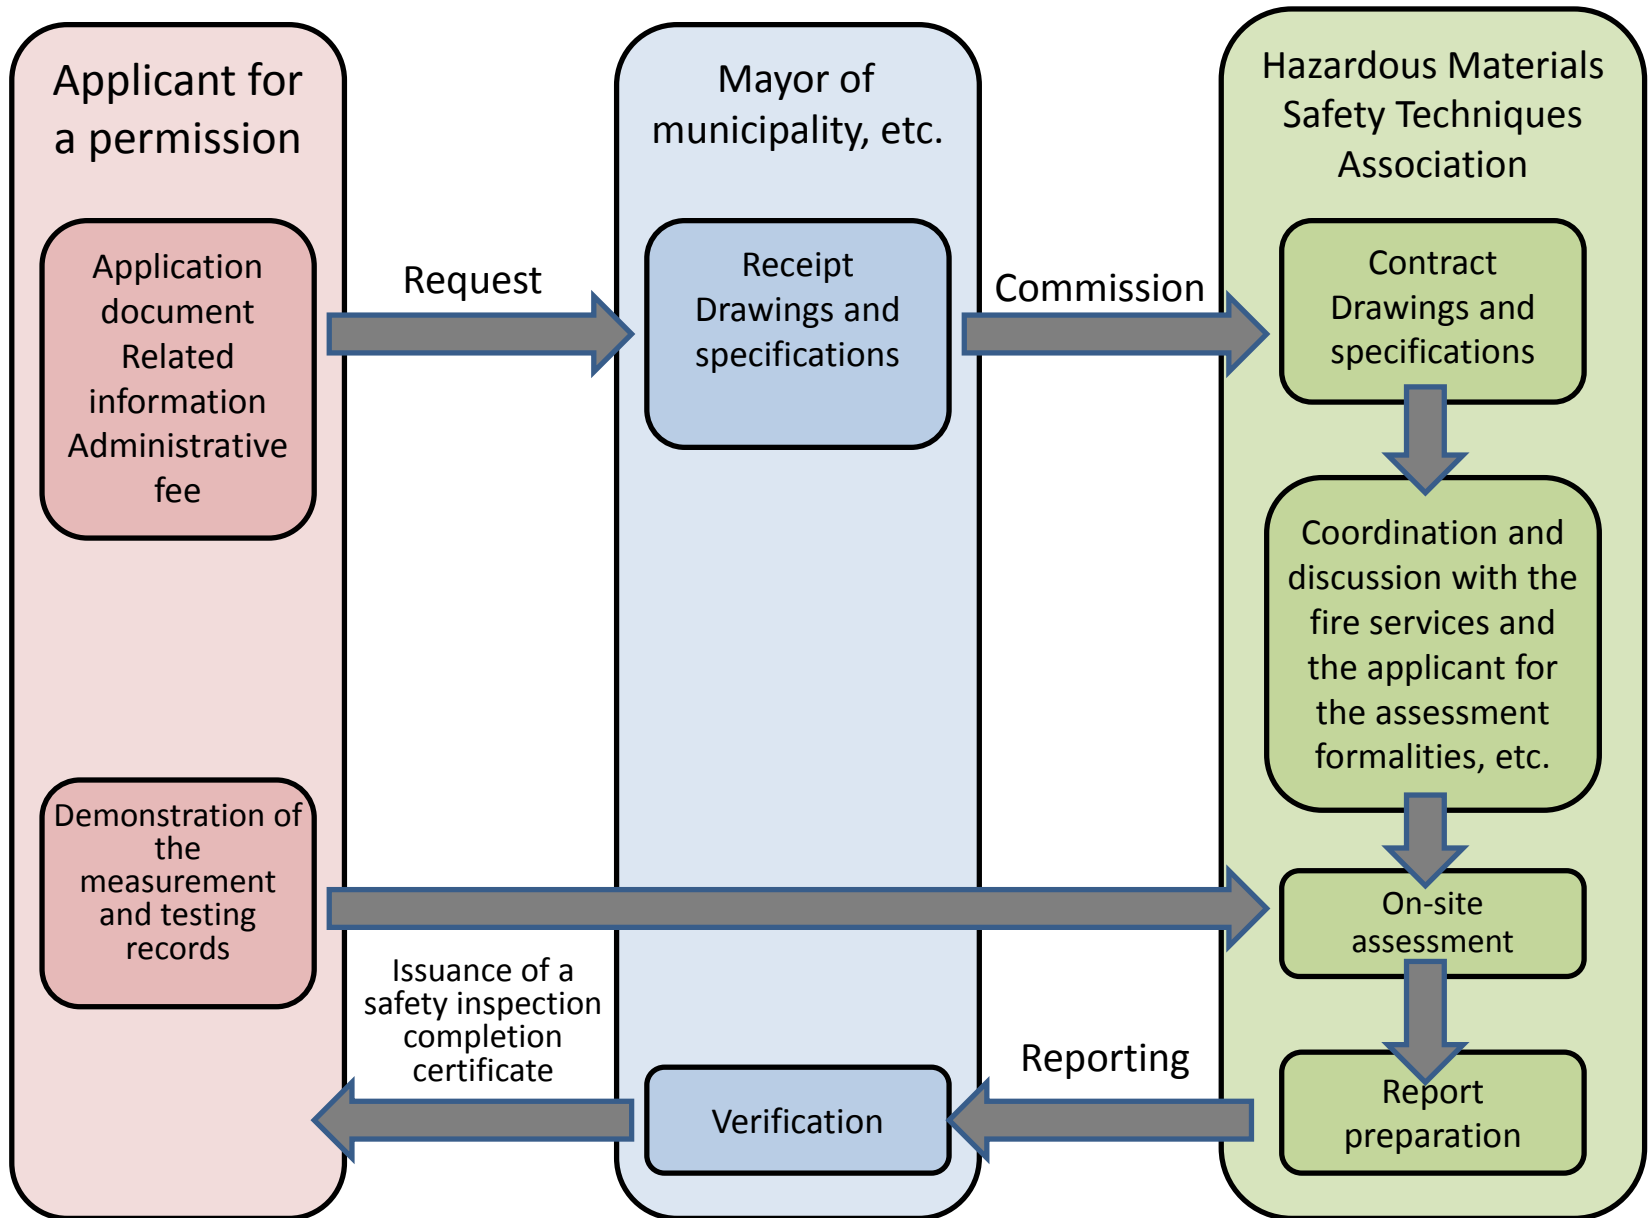 Applicant for
a permission
Mayor of
municipality, etc.
Hazardous Materials
Safety Techniques
Association
Application
document
Related
information
Administrative
fee
Request
Receipt
Drawings and
specifications
Commission
Contract
Drawings and
specifications
Coordination and
discussion with the
fire services and
the applicant for
the assessment
formalities, etc.
Demonstration of
the
measurement
and testing
records
On-site
assessment
Issuance of a
safety inspection
completion
certificate
Verification
Reporting
Report
preparation